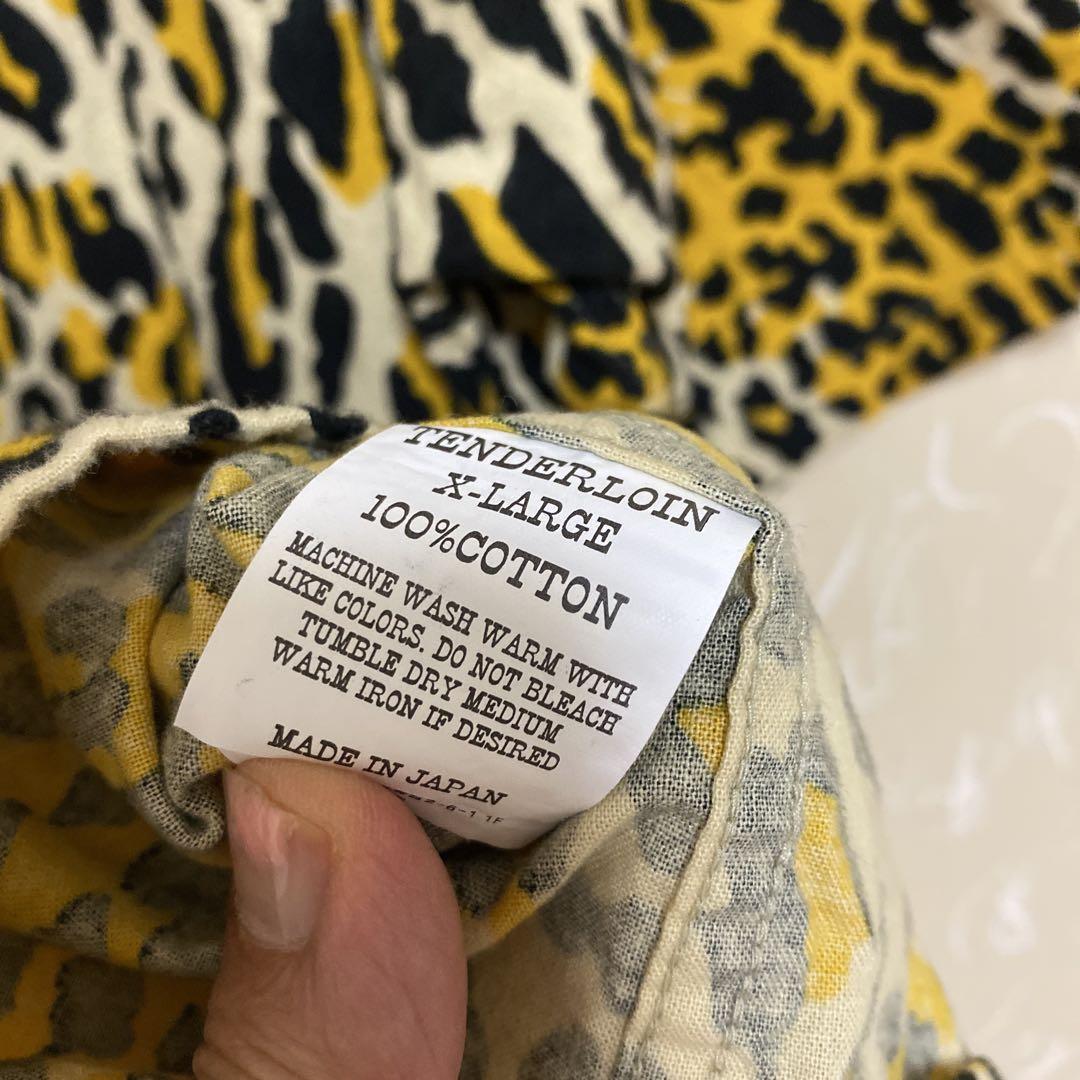 TENDERLOIN
X-LARGE
100%COTTON
MACHINE WASH WARM WITH
LIKE COLORS. DO NOT BLEACH
TUMBLE DRY MEDIUM
WARM IRON IF DESIRED
MADE IN JAPAN